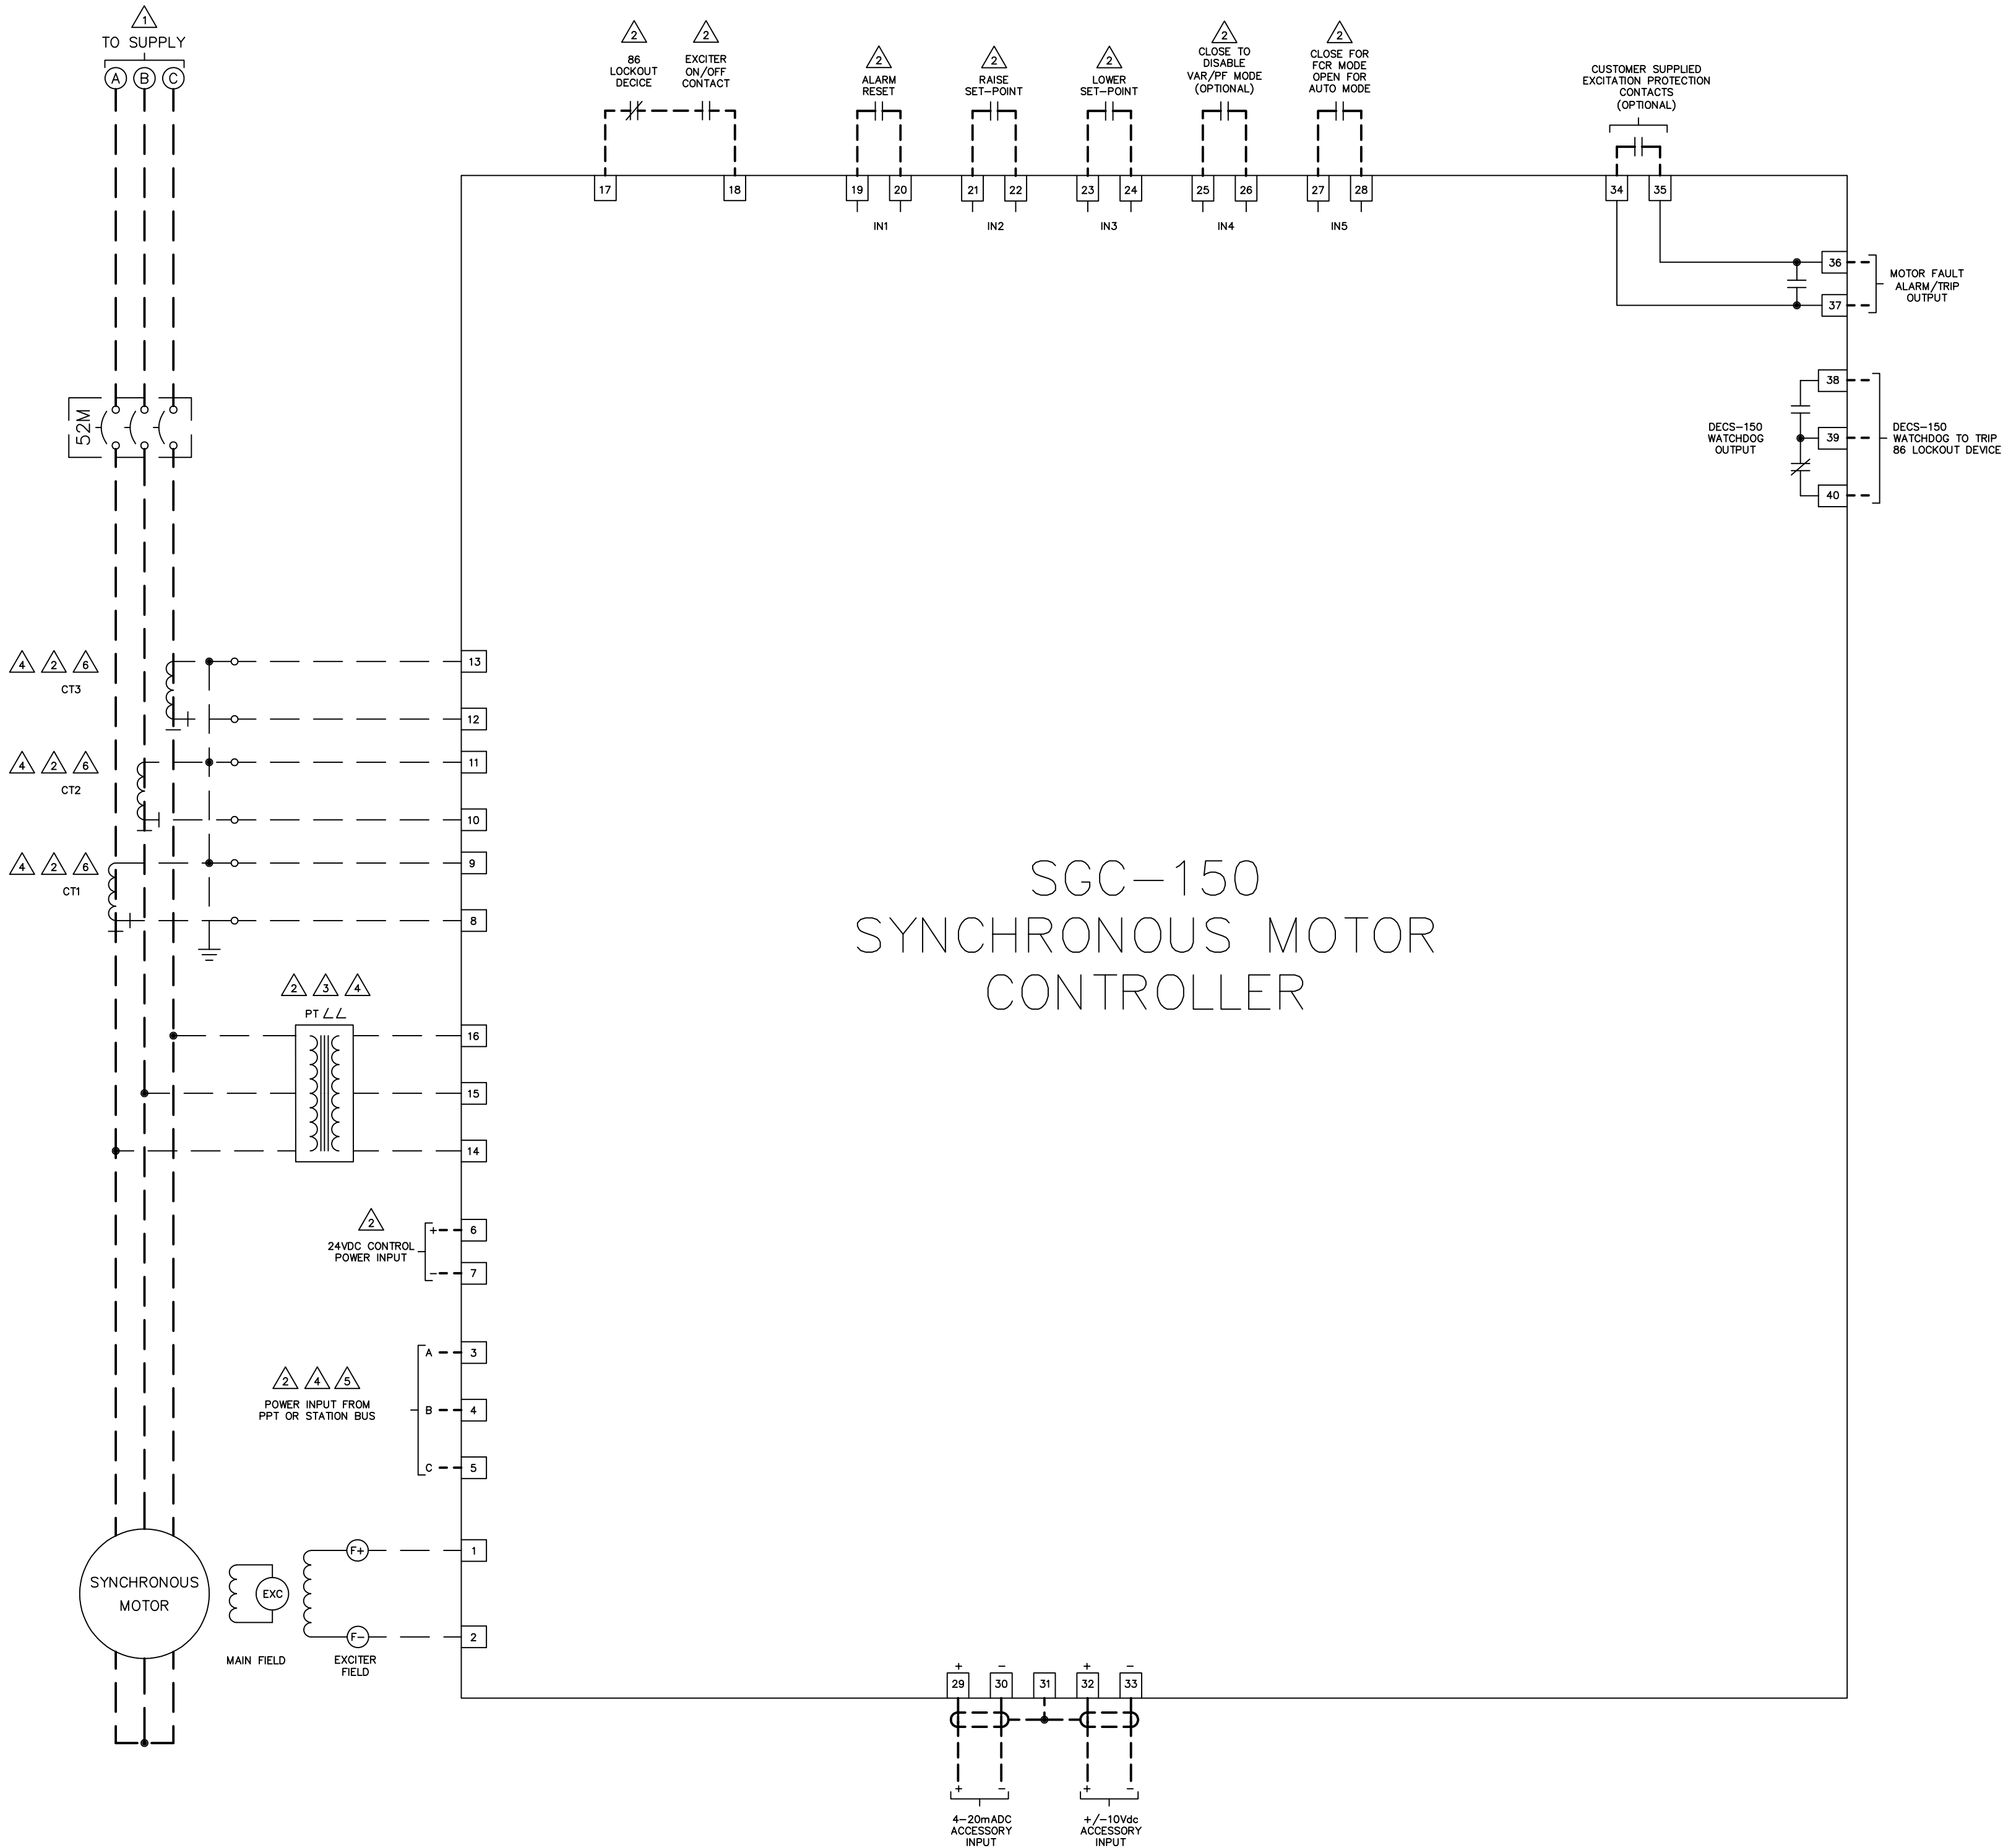 1
TO SUPPLY
A B C
2
86
LOCKOUT
DECICE
2
EXCITER
ON/OFF
CONTACT
2
ALARM
RESET
2
RAISE
SET-POINT
2
LOWER
SET-POINT
2
CLOSE TO
DISABLE
VAR/PF MODE
(OPTIONAL)
2
CLOSE FOR
FCR MODE
OPEN FOR
AUTO MODE
CUSTOMER SUPPLIED
EXCITATION PROTECTION
CONTACTS
(OPTIONAL)
17 18 19 20 21 22 23 24 25 26 27 28 34 35
IN1 IN2 IN3 IN4 IN5
36
37
MOTOR FAULT
ALARM/TRIP
OUTPUT
38
39
40
DECS-150
WATCHDOG
OUTPUT
DECS-150
WATCHDOG TO TRIP
86 LOCKOUT DEVICE
52M
4 2 6
CT3
13
12
4 2 6
CT2
11
10
4 2 6
CT1
9
8
SGC-150
SYNCHRONOUS MOTOR
CONTROLLER
2 3 4
PT
16
15
14
2
24VDC CONTROL
POWER INPUT
+ 6
- 7
2 4 5
POWER INPUT FROM
PPT OR STATION BUS
A 3
B 4
C 5
SYNCHRONOUS
MOTOR
EXC
MAIN FIELD
F+ 1
F- 2
EXCITER
FIELD
+ - + -
29 30 31 32 33
+ - + -
4-20mADC
ACCESSORY
INPUT
+/-10Vdc
ACCESSORY
INPUT